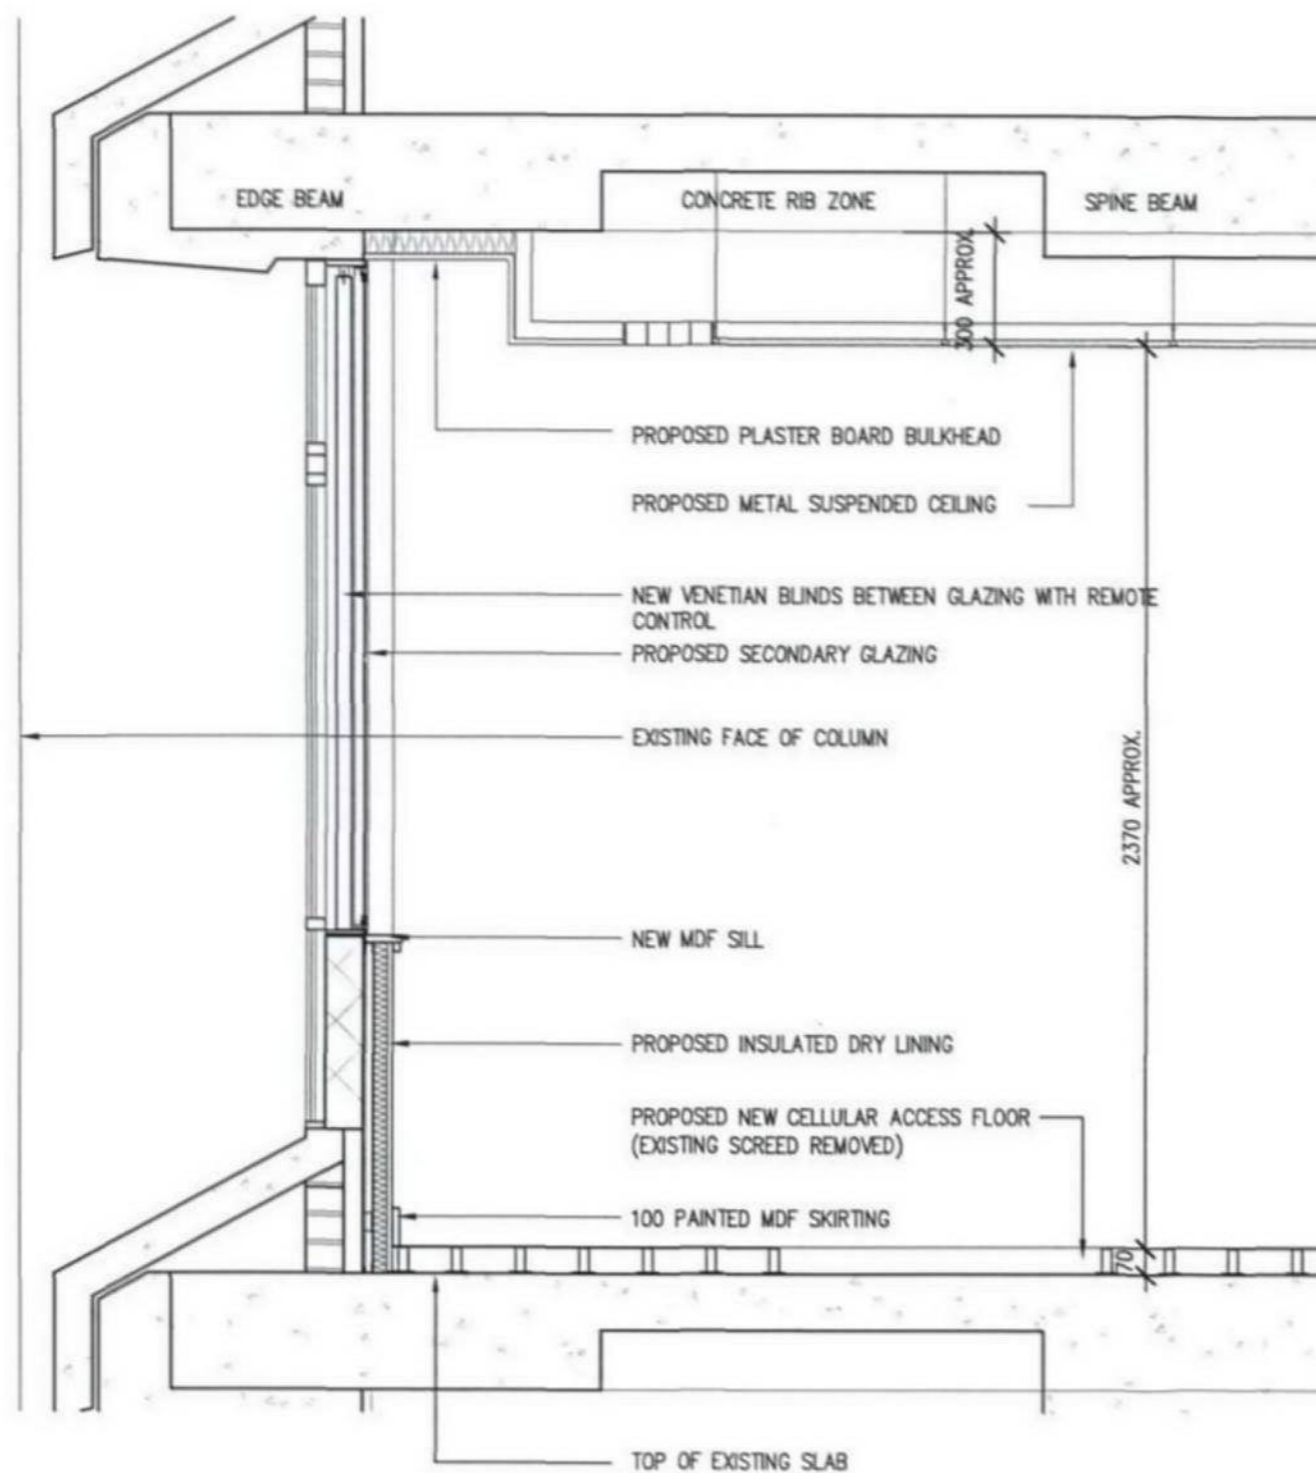 EDGE BEAM
CONCRETE RIB ZONE
SPINE BEAM
300 APPROX.
PROPOSED PLASTER BOARD BULKHEAD
PROPOSED METAL SUSPENDED CEILING
NEW VENETIAN BLINDS BETWEEN GLAZING WITH REMOTE
CONTROL
PROPOSED SECONDARY GLAZING
EXISTING FACE OF COLUMN
2370 APPROX.
NEW MDF SILL
PROPOSED INSULATED DRY LINING
PROPOSED NEW CELLULAR ACCESS FLOOR
(EXISTING SCREED REMOVED)
100 PAINTED MDF SKIRTING
70
TOP OF EXISTING SLAB